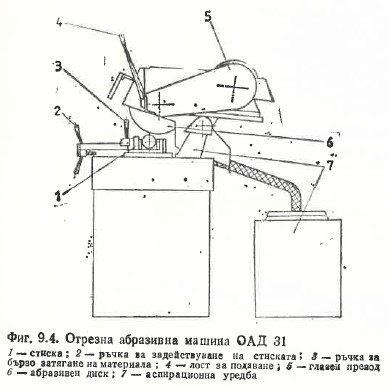 4
5
3
2
6
7
1
Фиг. 9.4. Отрезна абразивна машина ОАД 31
1 — стиска; 2 — ръчка за задействуване на стиската; 3 — ръчка за
бързо затягане на материала; 4 — лост за подаване; 5 — главен превод
6 — абразивен диск; 7 — аспирационна уредба